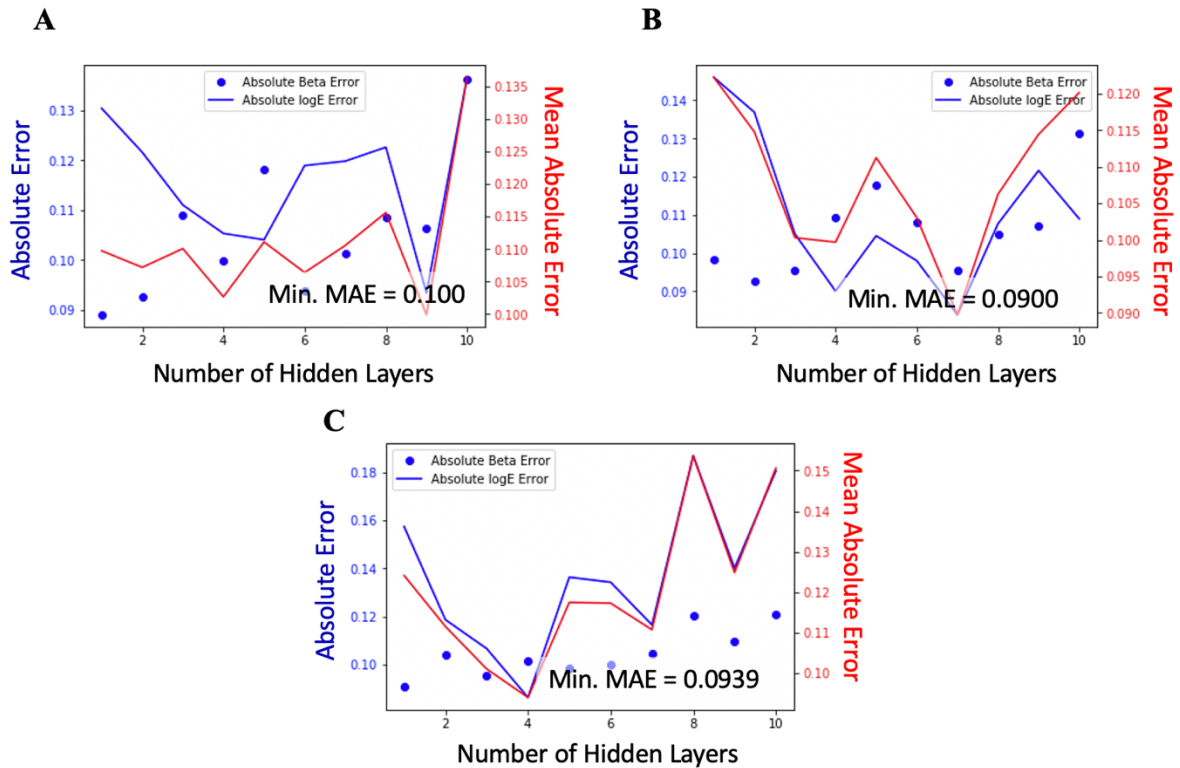 A
Absolute Beta Error
Absolute logE Error
0.13
0.12
0.11
0.10
0.09
Absolute Error
0.135
0.130
0.125
0.120
0.115
0.110
0.105
0.100
Mean Absolute Error
Min. MAE = 0.100
2 4 6 8 10
Number of Hidden Layers
B
Absolute Beta Error
Absolute logE Error
0.14
0.13
0.12
0.11
0.10
0.09
Absolute Error
0.120
0.115
0.110
0.105
0.100
0.095
0.090
Mean Absolute Error
Min. MAE = 0.0900
2 4 6 8 10
Number of Hidden Layers
C
Absolute Beta Error
Absolute logE Error
0.18
0.16
0.14
0.12
0.10
Absolute Error
0.15
0.14
0.13
0.12
0.11
0.10
Mean Absolute Error
Min. MAE = 0.0939
2 4 6 8 10
Number of Hidden Layers